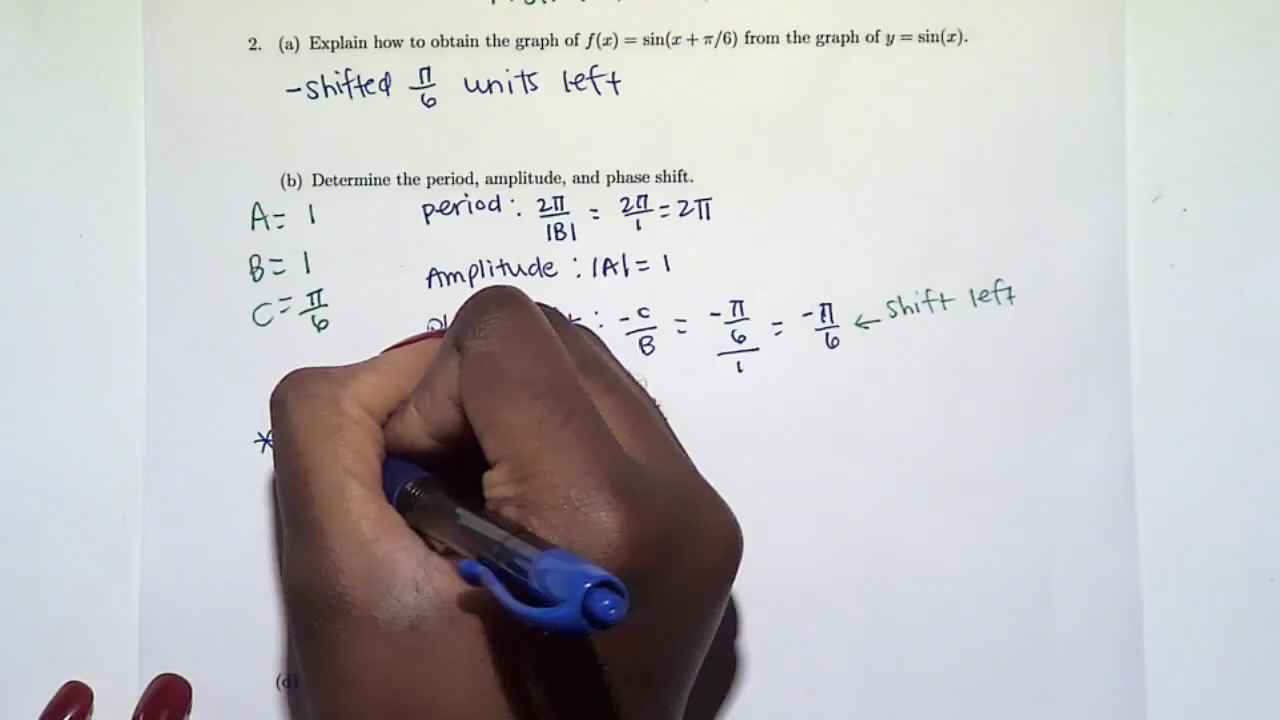 2. (a) Explain how to obtain the graph of f(x) = sin(x + π/6) from the graph of y = sin(x).
-shifted π/6 units left
(b) Determine the period, amplitude, and phase shift.
A= 1
period: 2π/|B| = 2π/1 = 2π
B= 1
Amplitude : |A| = 1
C= π/6
: -C/B = -π/6/1 = -π/6 ← shift left
*
(d)